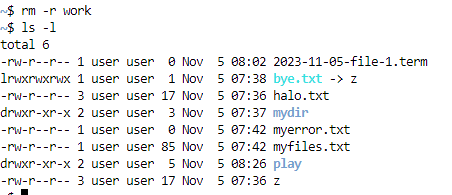 ~$ rm -r work
~$ ls -l
total 6
-rw-r--r-- 1 user user  0 Nov  5 08:02 2023-11-05-file-1.term
lrwxrwxrwx 1 user user  1 Nov  5 07:38 bye.txt -> z
-rw-r--r-- 3 user user 17 Nov  5 07:36 halo.txt
drwxr-xr-x 2 user user  3 Nov  5 07:37 mydir
-rw-r--r-- 1 user user  0 Nov  5 07:42 myerror.txt
-rw-r--r-- 1 user user 85 Nov  5 07:42 myfiles.txt
drwxr-xr-x 2 user user  5 Nov  5 08:26 play
-rw-r--r-- 3 user user 17 Nov  5 07:36 z
~$